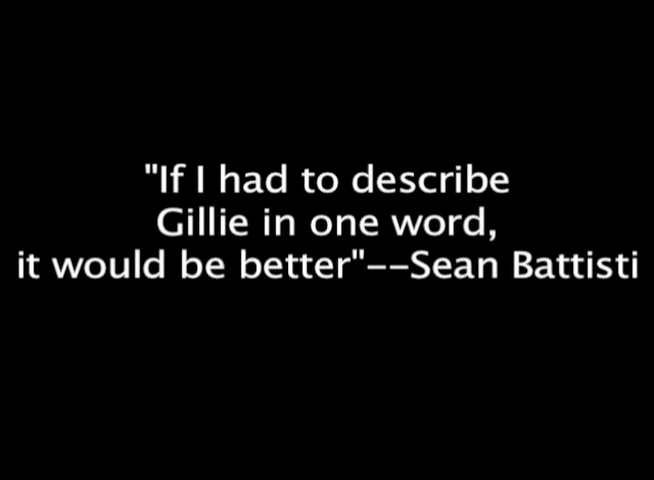 "If I had to describe
Gillie in one word,
it would be better"--Sean Battisti